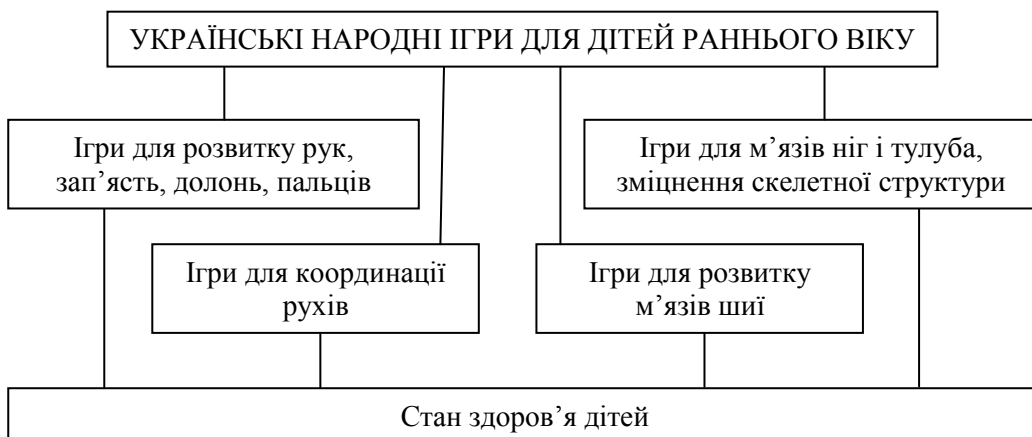 УКРАЇНСЬКІ НАРОДНІ ІГРИ ДЛЯ ДІТЕЙ РАННЬОГО ВІКУ
Ігри для розвитку рук,
зап’ясть, долонь, пальців
Ігри для м’язів ніг і тулуба,
зміцнення скелетної структури
Ігри для координації
рухів
Ігри для розвитку
м’язів шиї
Стан здоров’я дітей